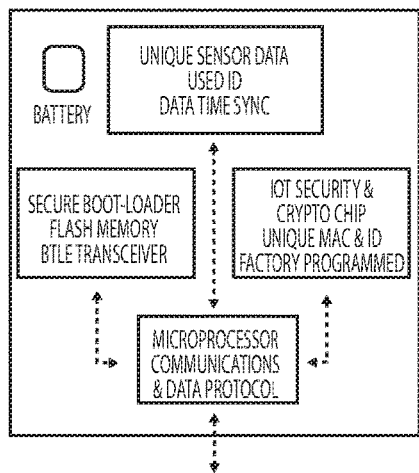 UNIQUE SENSOR DATA
USED ID
DATA TIME SYNC
BATTERY
SECURE BOOT-LOADER
FLASH MEMORY
BTLE TRANSCEIVER
IOT SECURITY &
CRYPTO CHIP
UNIQUE MAC & ID
FACTORY PROGRAMMED
MICROPROCESSOR
COMMUNICATIONS
& DATA PROTOCOL